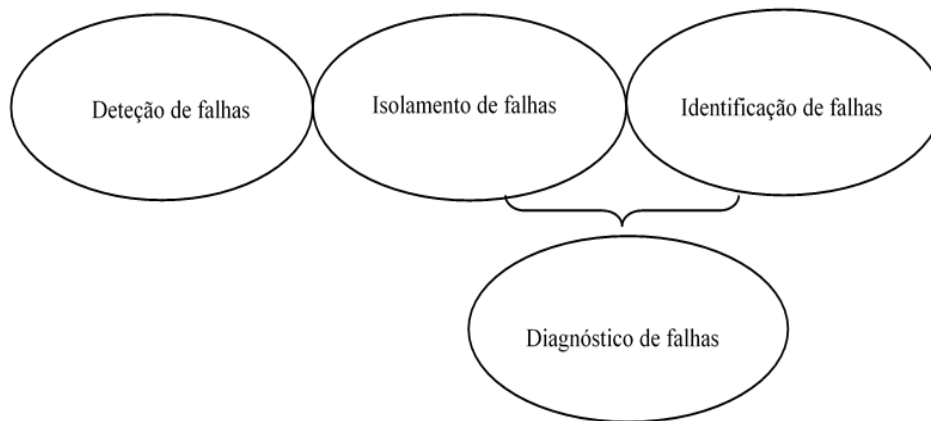 Deteção de falhas
Isolamento de falhas
Identificação de falhas
Diagnóstico de falhas